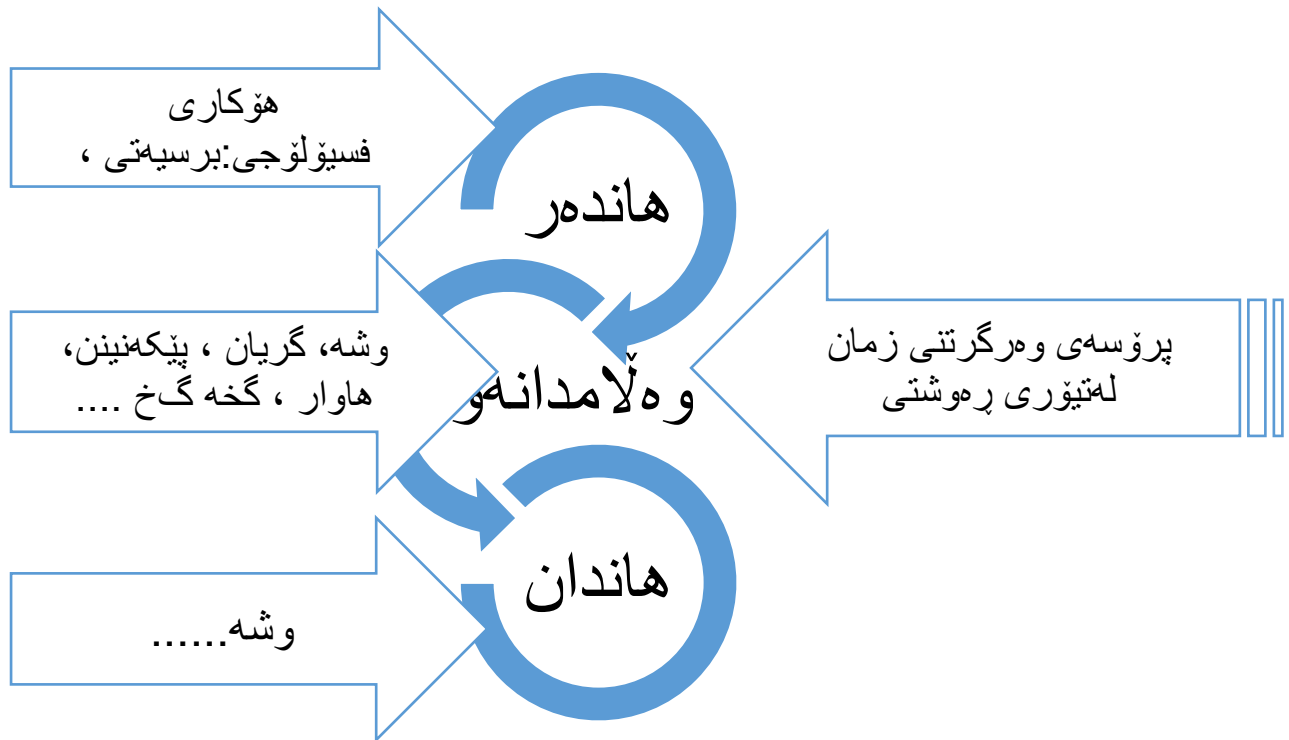 هۆکاری
فسیۆلۆجی:برسیەتی ،
هاندەر
وشە، گریان ، پێکەنینن،
هاوار ، گخە گخ ....
وەڵامدانەو
پرۆسەی وەرگرتنی زمان
لەتیۆری ڕەوشتی
هاندان
وشە......